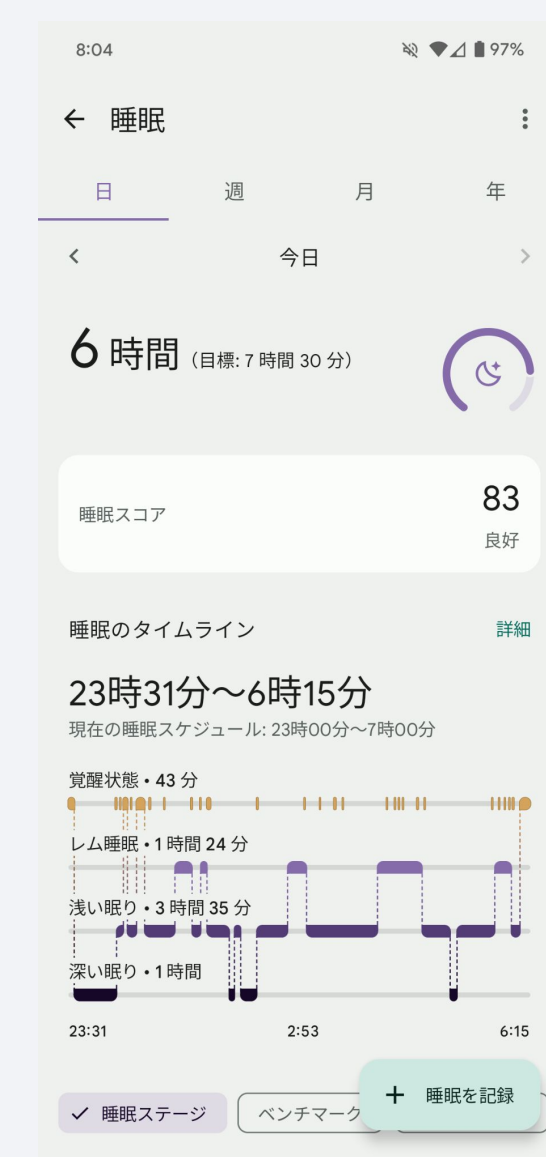 8:04 97%
睡眠
日 週 月 年
今日
6 時間 （目標: 7 時間 30 分）
睡眠スコア 83
良好
睡眠のタイムライン 詳細
23時31分～6時15分
現在の睡眠スケジュール: 23時00分～7時00分
覚醒状態 • 43 分
レム睡眠 • 1 時間 24 分
浅い眠り • 3 時間 35 分
深い眠り • 1 時間
23:31 2:53 6:15
+ 睡眠を記録
✓ 睡眠ステージ ベンチマーク